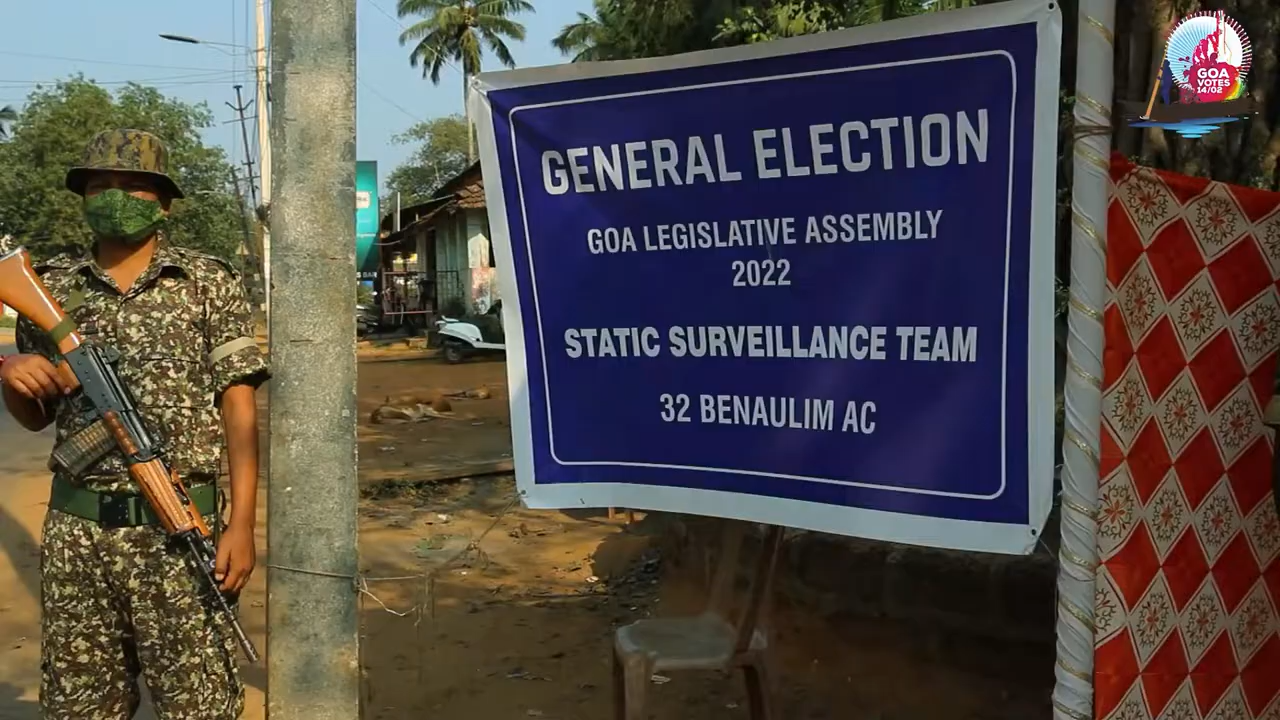 GENERAL ELECTION
GOA LEGISLATIVE ASSEMBLY
2022
STATIC SURVEILLANCE TEAM
32 BENAULIM AC
GOA
VOTES
14/02